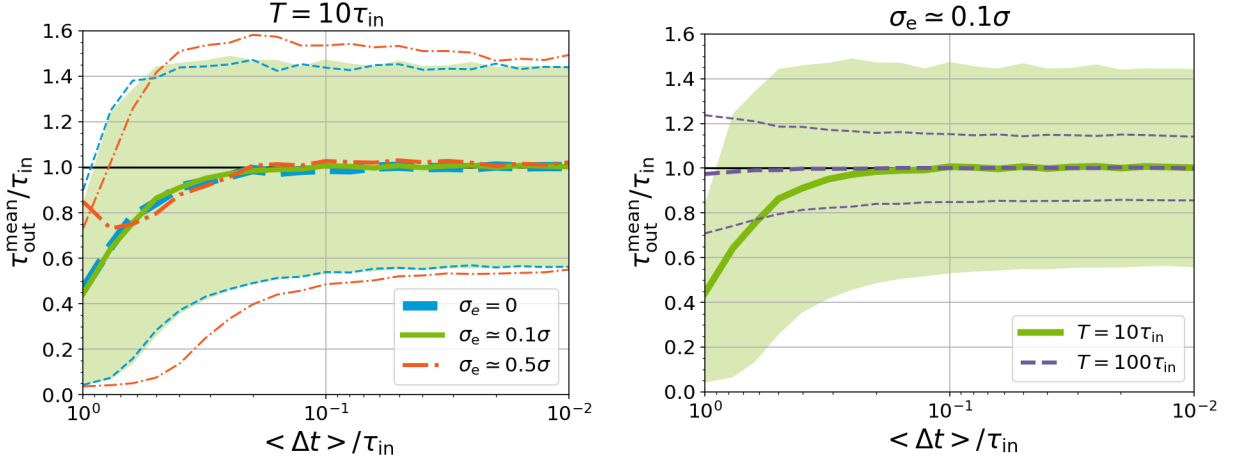 T = 10τ_in
τ_out^mean/τ_in
1.6
1.4
1.2
1.0
0.8
0.6
0.4
0.2
0.0
10^0
10^-1
10^-2
< Δt > /τ_in
σ_e = 0
σ_e ≃ 0.1σ
σ_e ≃ 0.5σ
σ_e ≃ 0.1σ
τ_out^mean/τ_in
1.6
1.4
1.2
1.0
0.8
0.6
0.4
0.2
0.0
10^0
10^-1
10^-2
< Δt > /τ_in
T = 10τ_in
T = 100τ_in